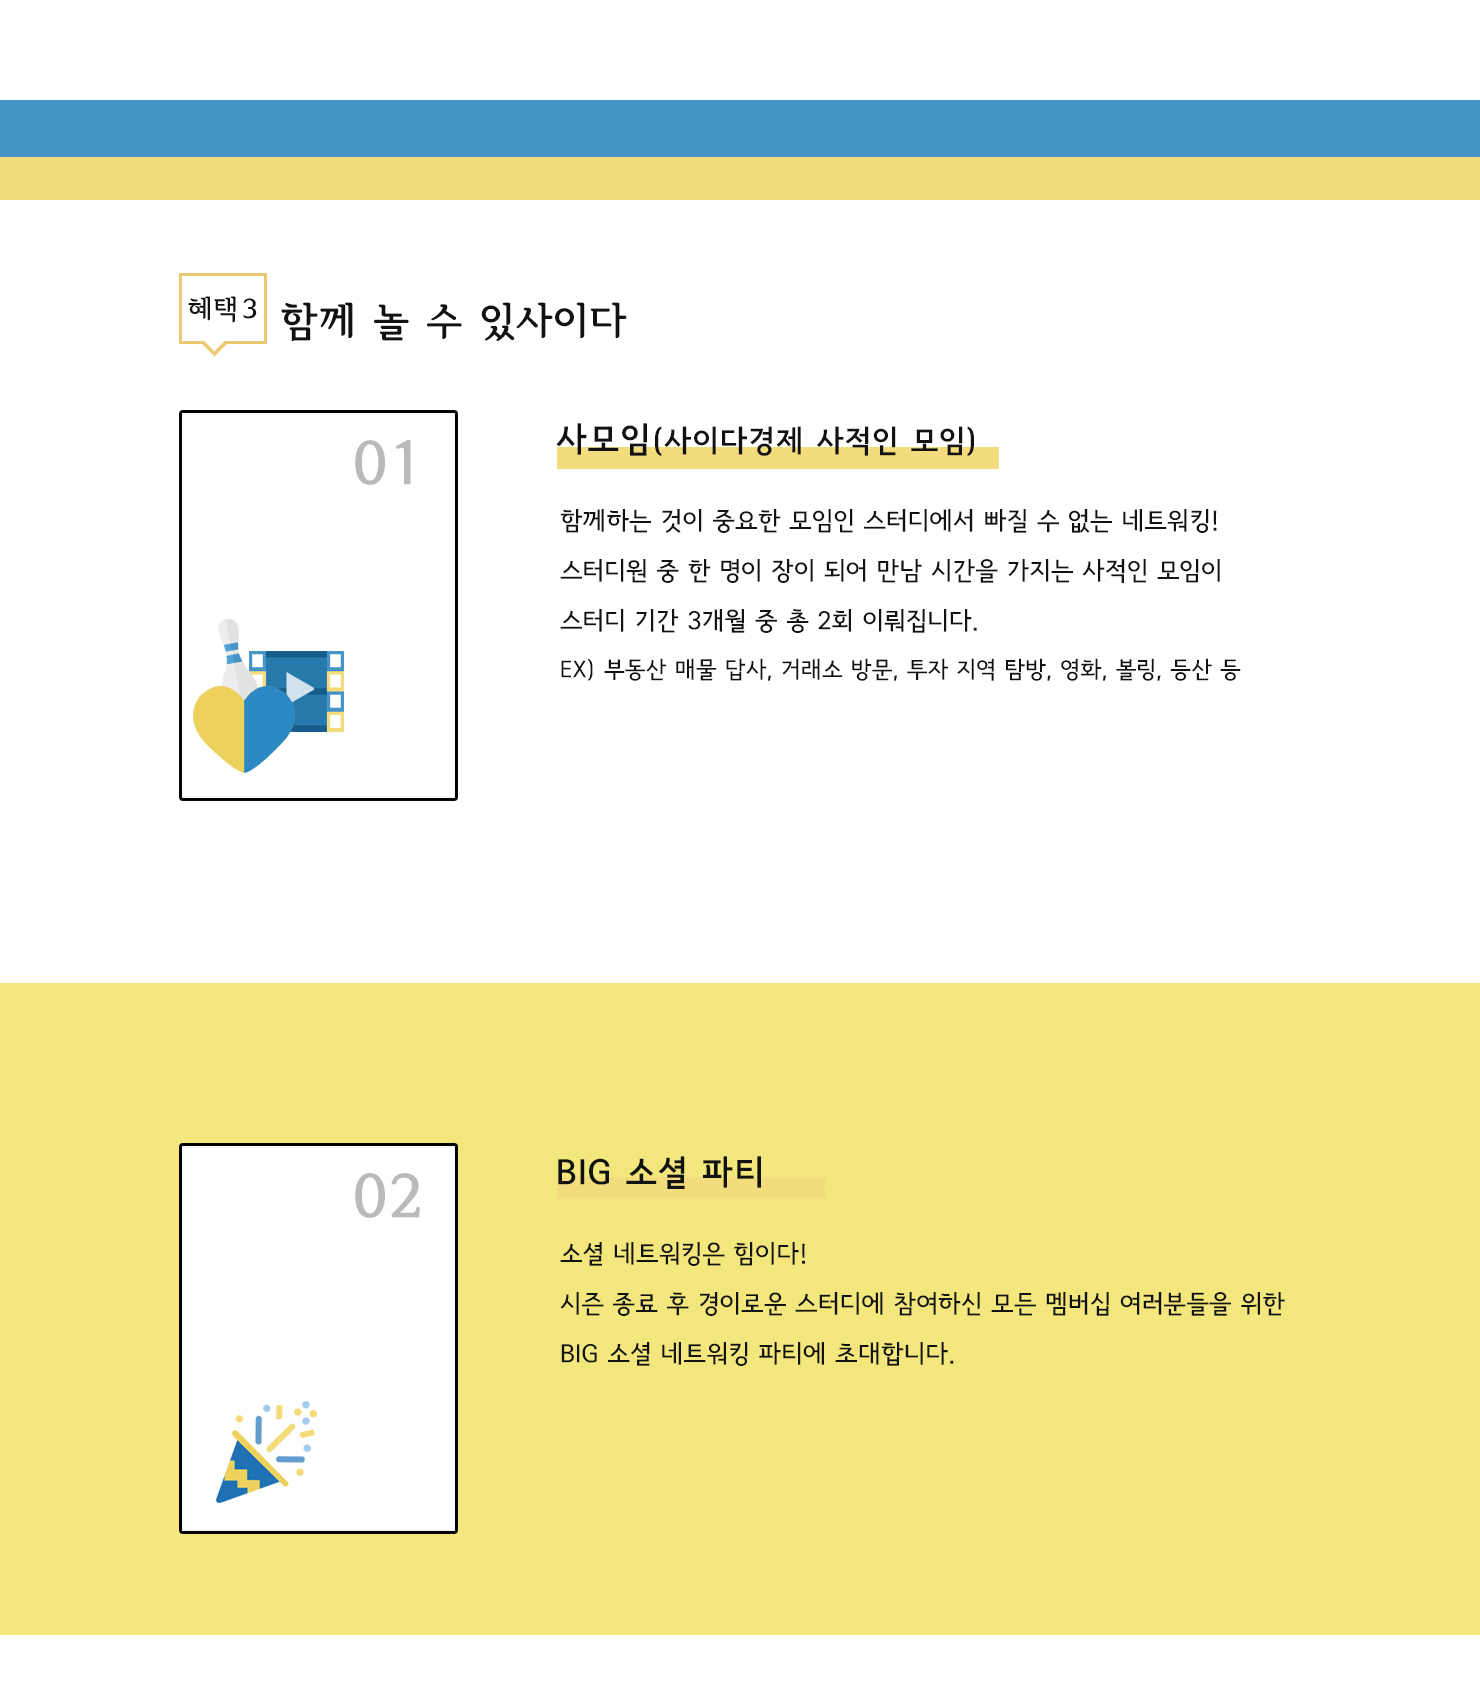 혜택3
함께 놀 수 있사이다
01
사모임(사이다경제 사적인 모임)
함께하는 것이 중요한 모임인 스터디에서 빠질 수 없는 네트워킹!
스터디원 중 한 명이 장이 되어 만남 시간을 가지는 사적인 모임이
스터디 기간 3개월 중 총 2회 이뤄집니다.
EX) 부동산 매물 답사, 거래소 방문, 투자 지역 탐방, 영화, 볼링, 등산 등
02
BIG 소셜 파티
소셜 네트워킹은 힘이다!
시즌 종료 후 경이로운 스터디에 참여하신 모든 멤버십 여러분들을 위한
BIG 소셜 네트워킹 파티에 초대합니다.